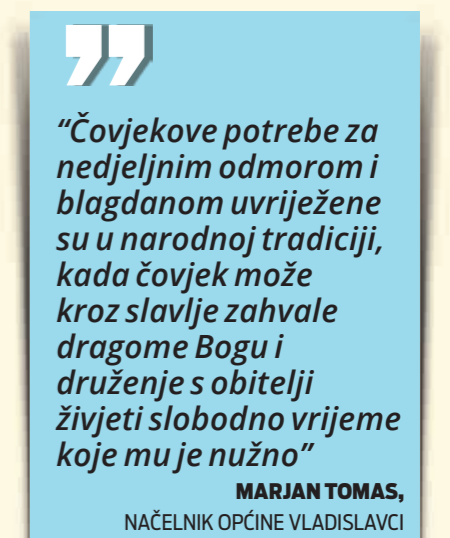 ”
“Čovjekove potrebe za
nedjeljnim odmorom i
blagdanom uvriježene
su u narodnoj tradiciji,
kada čovjek može
kroz slavlje zahvale
dragome Bogu i
druženje s obitelji
živjeti slobodno vrijeme
koje mu je nužno”
MARJAN TOMAS,
NAČELNIK OPĆINE VLADISLAVCI